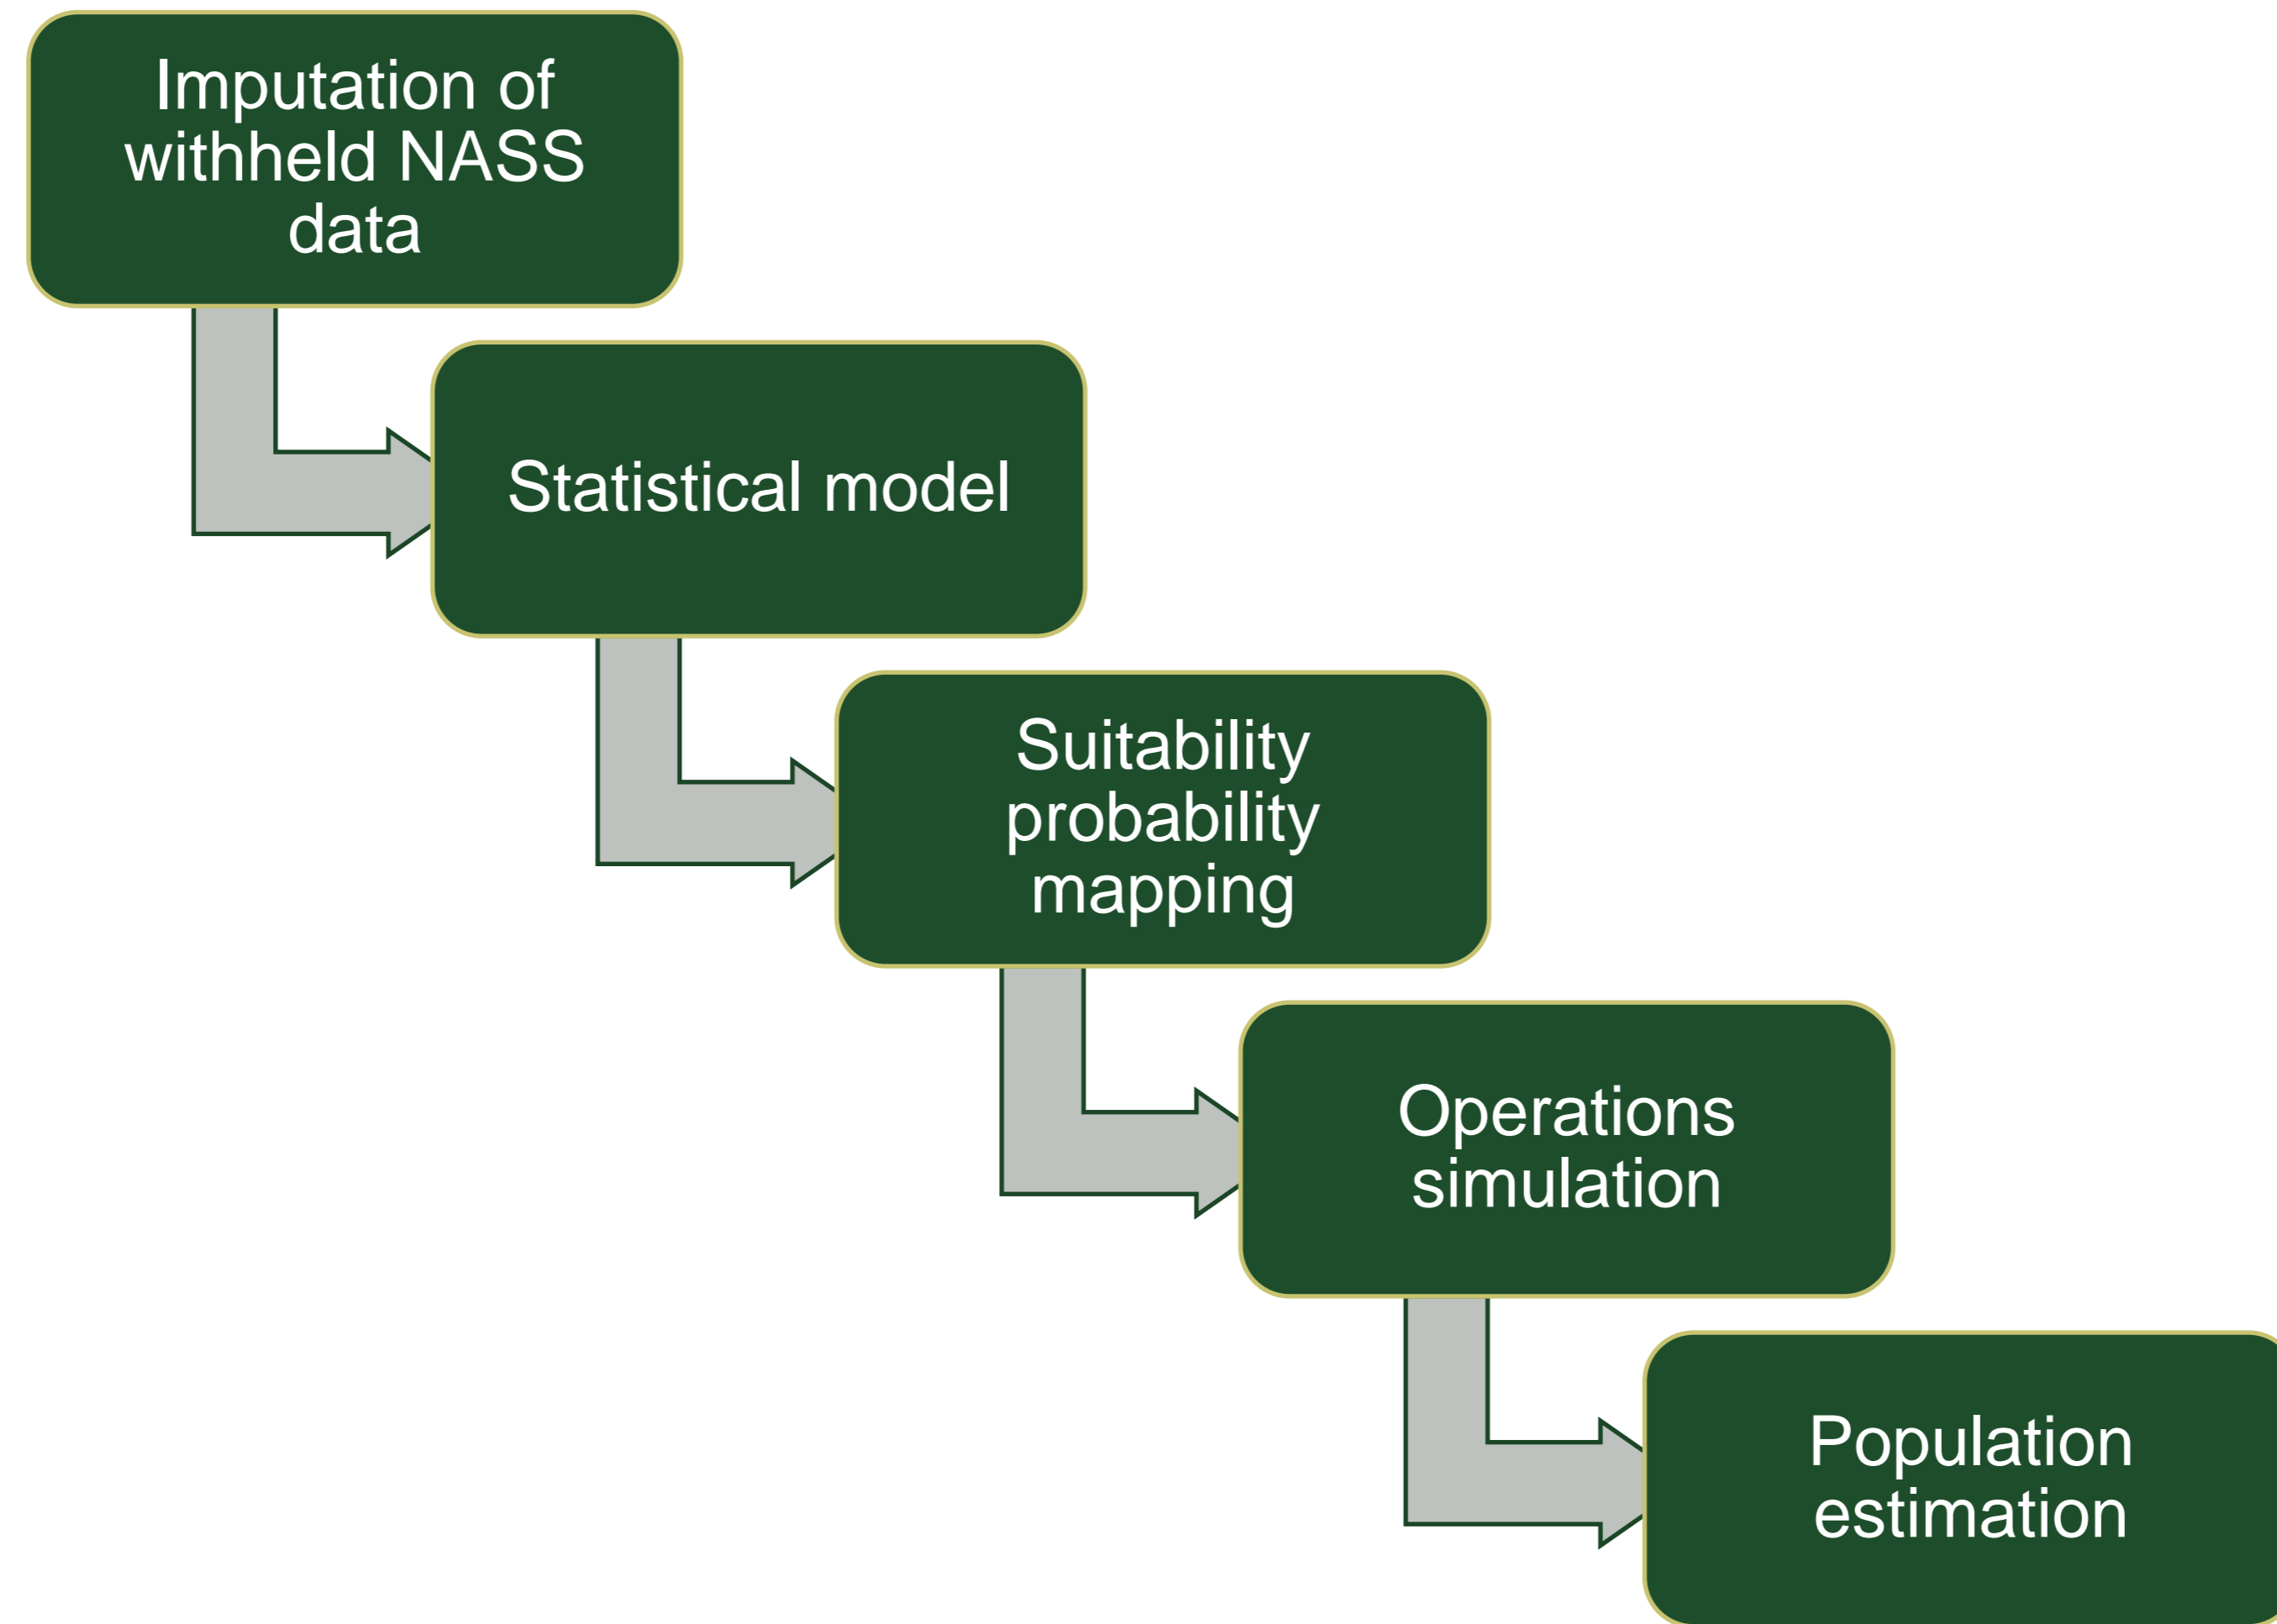 Imputation of
withheld NASS
data
Statistical model
Suitability
probability
mapping
Operations
simulation
Population
estimation